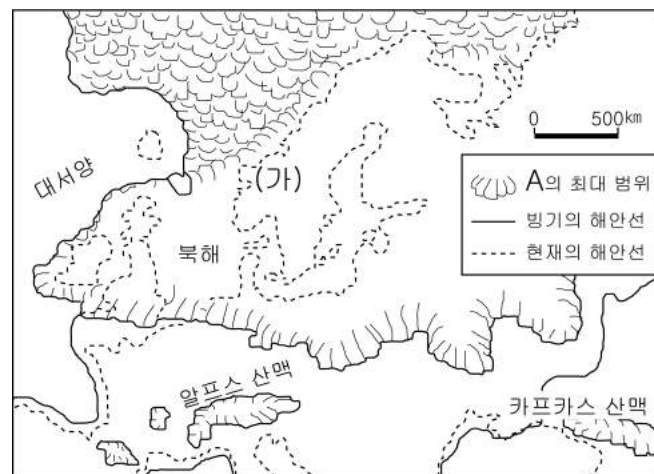 0 500km
대서양
(가)
A의 최대 범위
빙기의 해안선
북해
현재의 해안선
알프스 산맥
카프카스 산맥